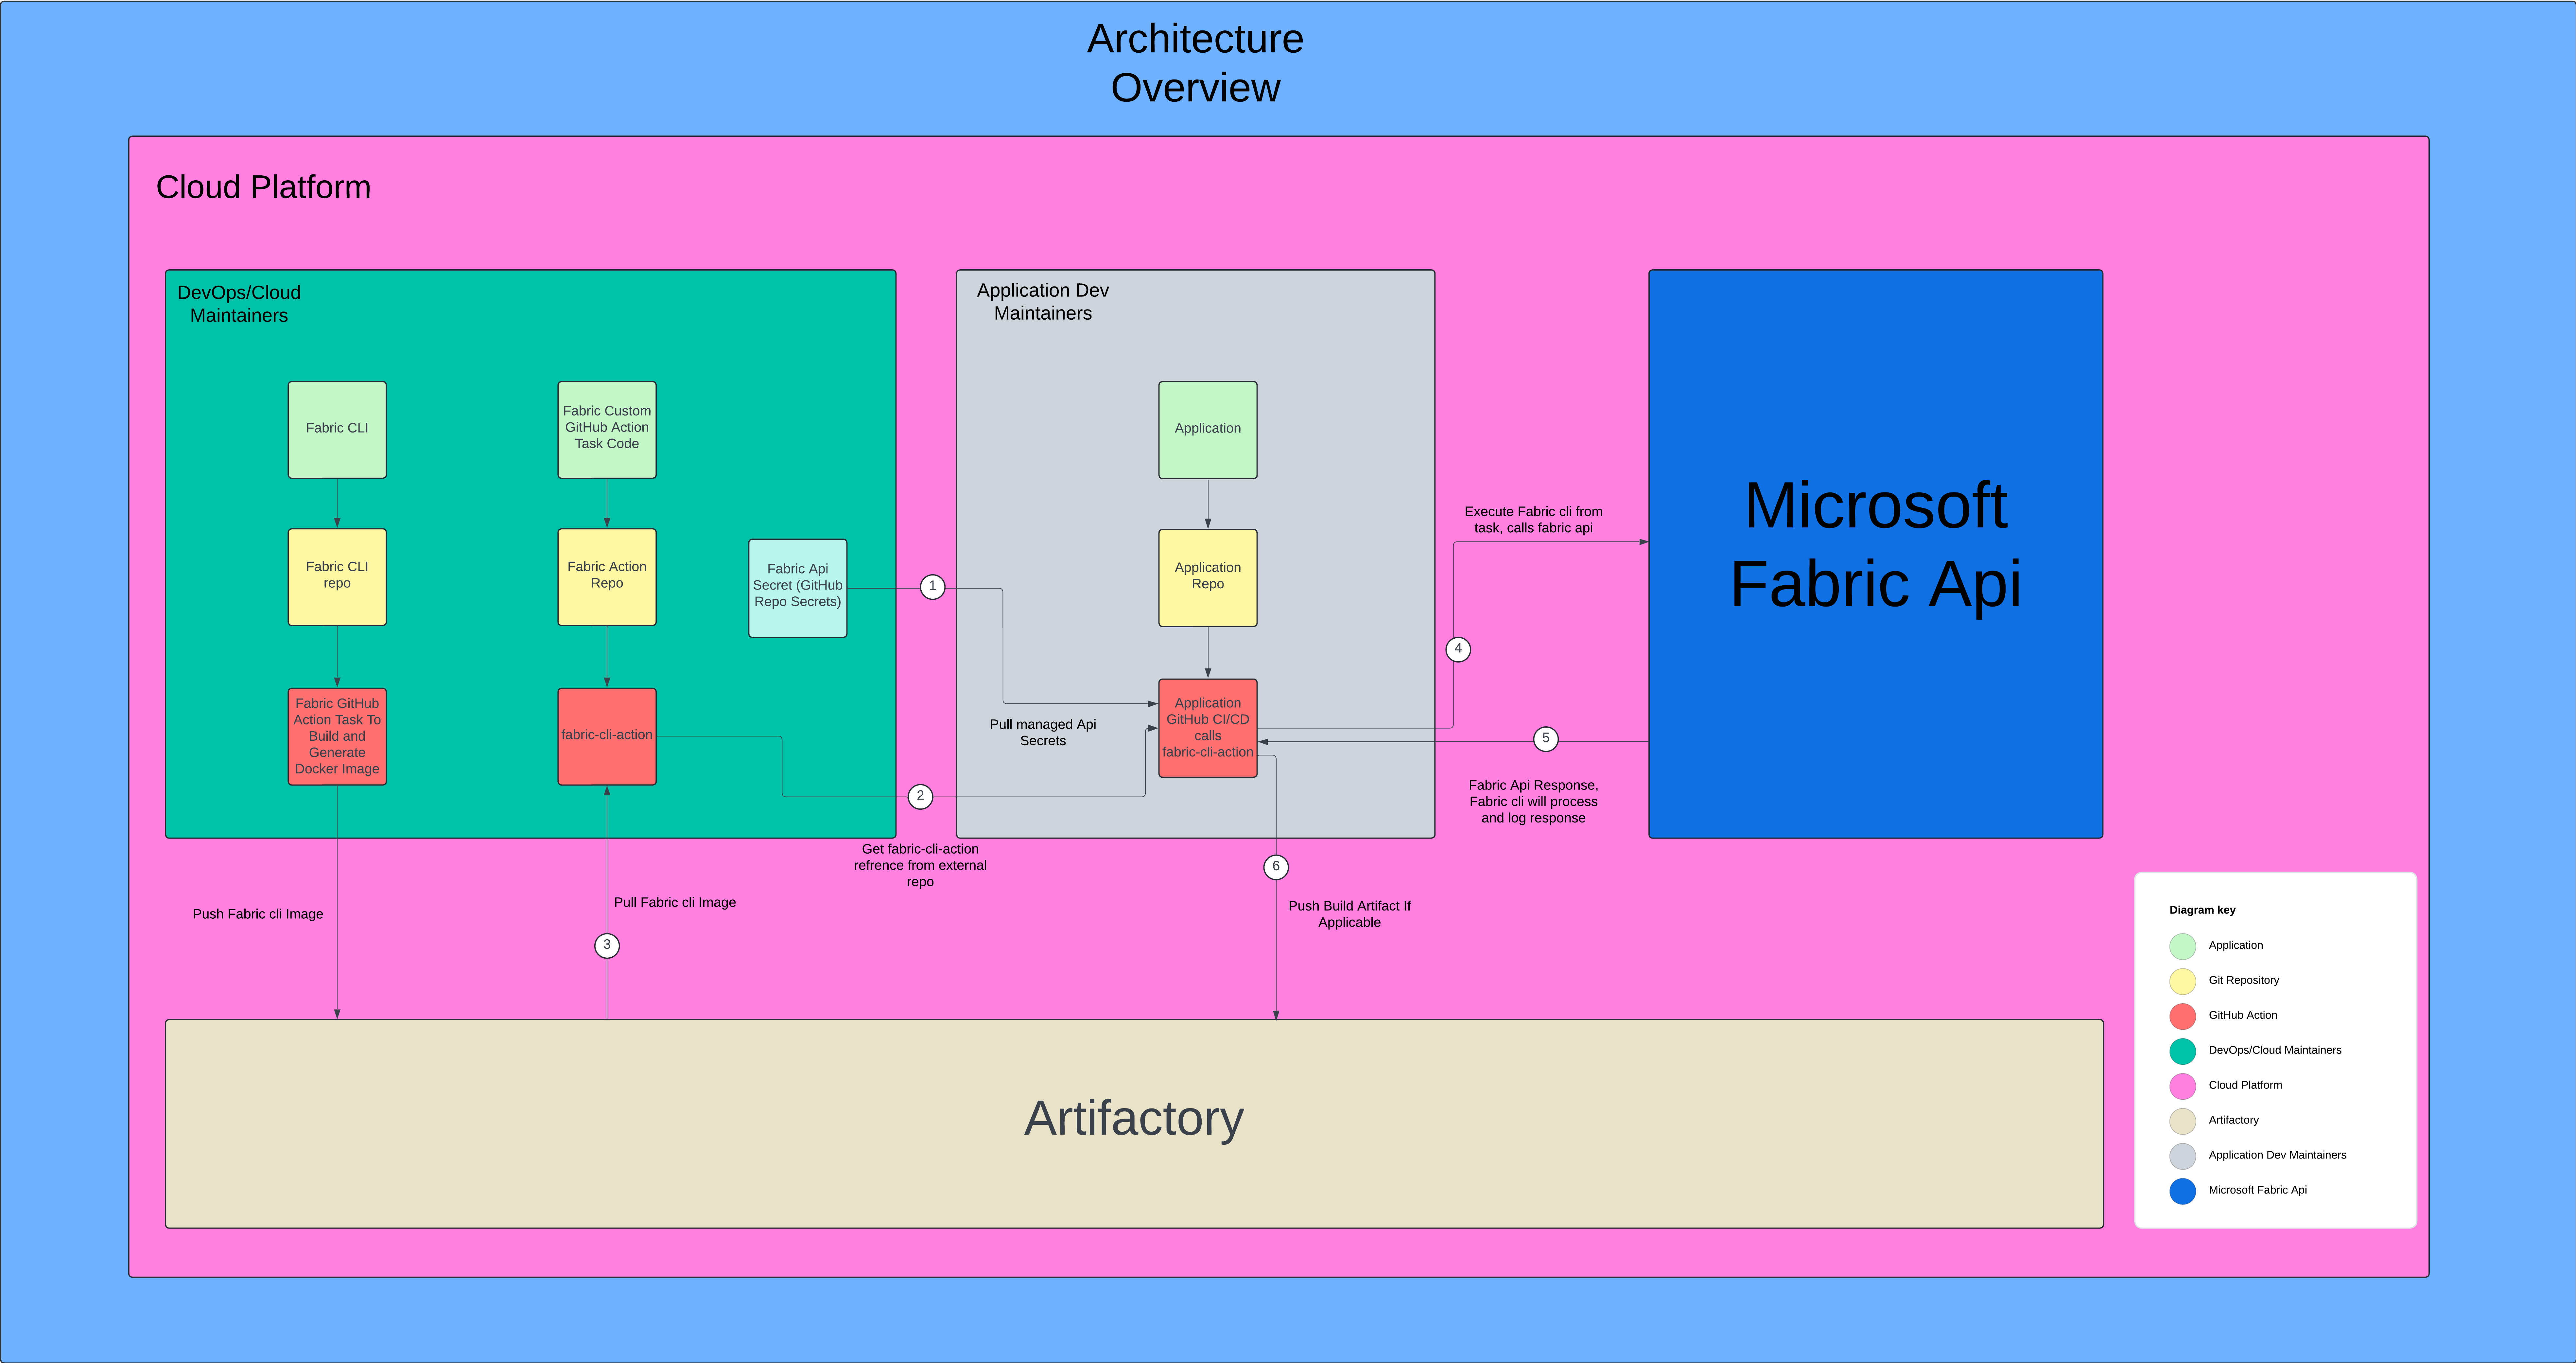 Architecture
Overview
Cloud Platform
DevOps/Cloud
Maintainers
Fabric CLI
Fabric Custom
GitHub Action
Task Code
Fabric CLI
repo
Fabric Action
Repo
Fabric Api
Secret (GitHub
Repo Secrets)
Fabric GitHub
Action Task To
Build and
Generate
Docker Image
fabric-cli-action
Application Dev
Maintainers
Application
Application
Repo
Application
GitHub CI/CD
calls
fabric-cli-action
1
Pull managed Api
Secrets
2
Get fabric-cli-action
refrence from external
repo
Execute Fabric cli from
task, calls fabric api
4
5
Fabric Api Response,
Fabric cli will process
and log response
Microsoft
Fabric Api
Push Fabric cli Image
Pull Fabric cli Image
3
6
Push Build Artifact If
Applicable
Artifactory
Diagram key
Application
Git Repository
GitHub Action
DevOps/Cloud Maintainers
Cloud Platform
Artifactory
Application Dev Maintainers
Microsoft Fabric Api